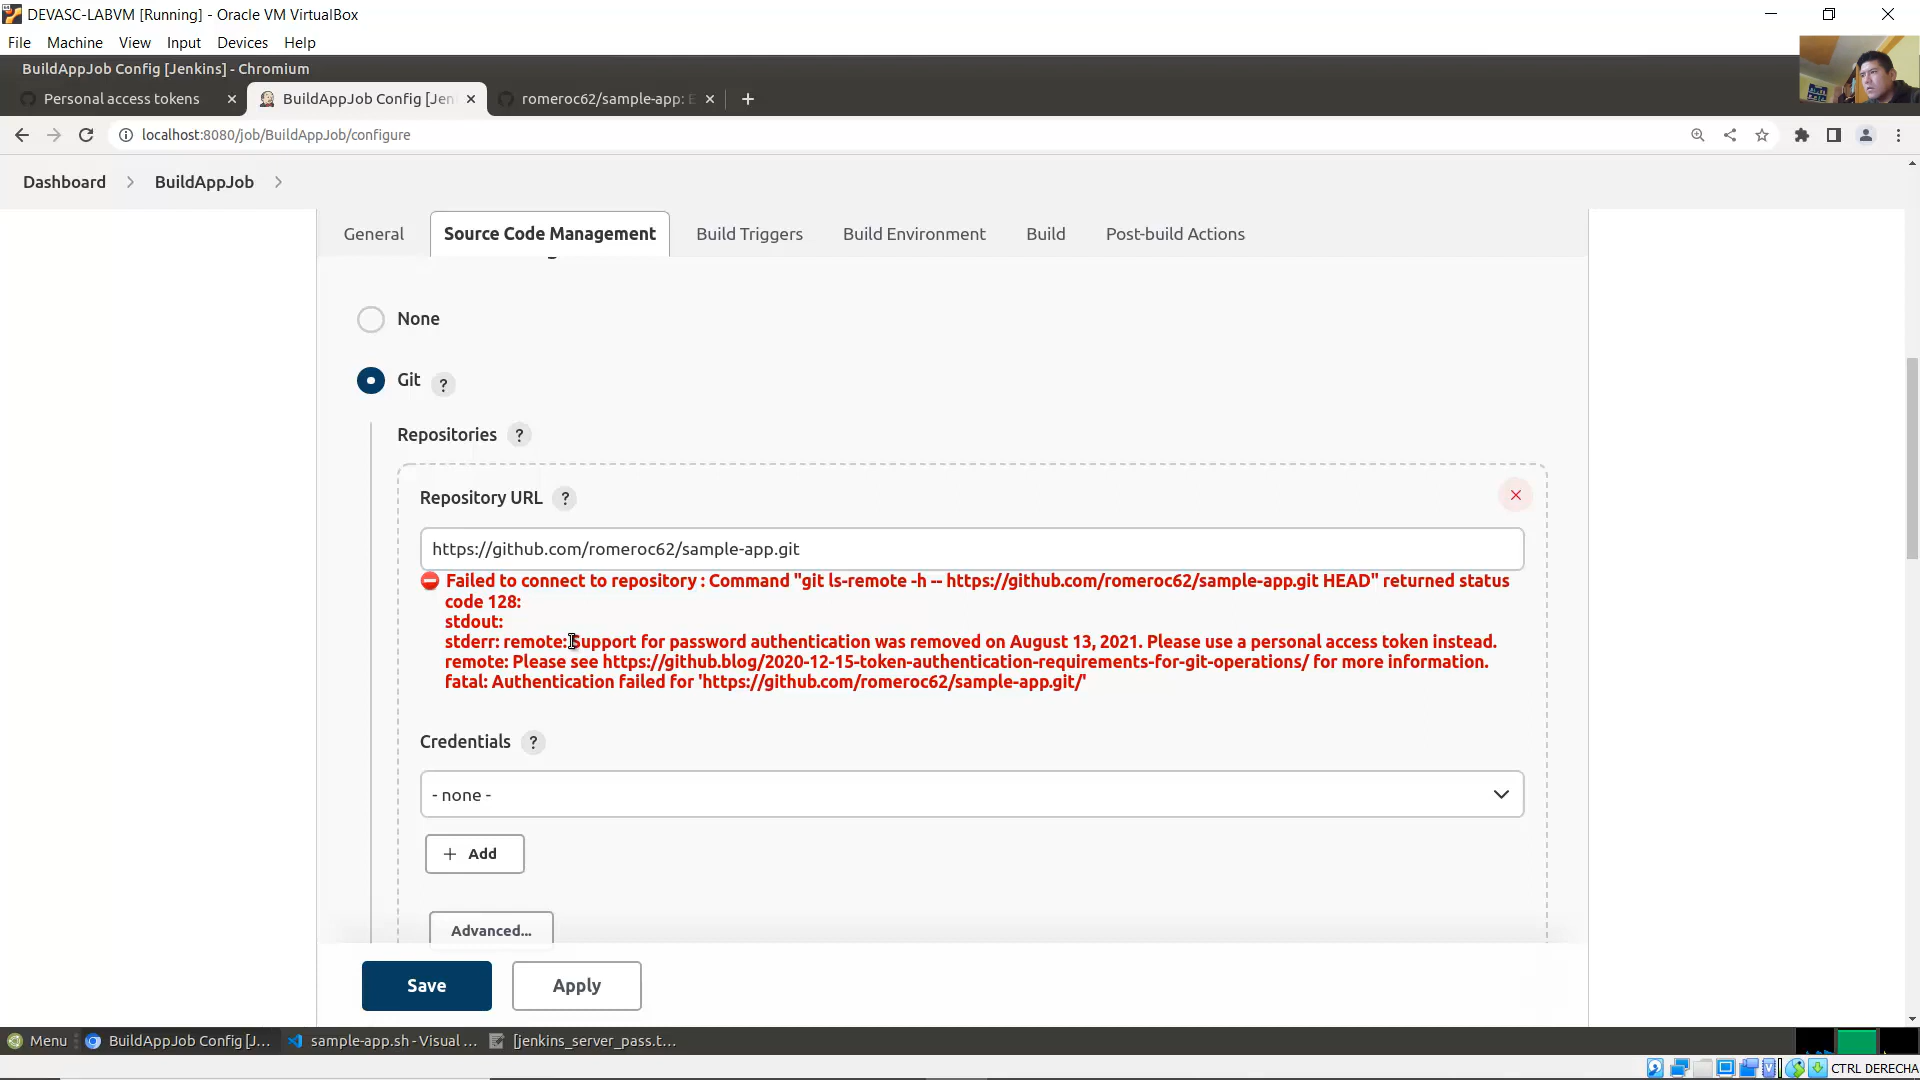 DEVASC-LABVM [Running] - Oracle VM VirtualBox
File Machine View Input Devices Help
BuildAppJob Config [Jenkins] - Chromium
Personal access tokens
BuildAppJob Config [Jen
romeroc62/sample-app: E
localhost:8080/job/BuildAppJob/configure
Dashboard
BuildAppJob
General
Source Code Management
Build Triggers
Build Environment
Build
Post-build Actions
None
Git ?
Repositories ?
Repository URL ?
https://github.com/romeroc62/sample-app.git
Failed to connect to repository : Command "git ls-remote -h -- https://github.com/romeroc62/sample-app.git HEAD" returned status
code 128:
stdout:
stderr: remote: Support for password authentication was removed on August 13, 2021. Please use a personal access token instead.
remote: Please see https://github.blog/2020-12-15-token-authentication-requirements-for-git-operations/ for more information.
fatal: Authentication failed for 'https://github.com/romeroc62/sample-app.git/'
Credentials ?
- none -
+ Add
Advanced...
Save
Apply
Menu
BuildAppJob Config [J...
sample-app.sh - Visual ...
[jenkins_server_pass.t...
CTRL DERECHA